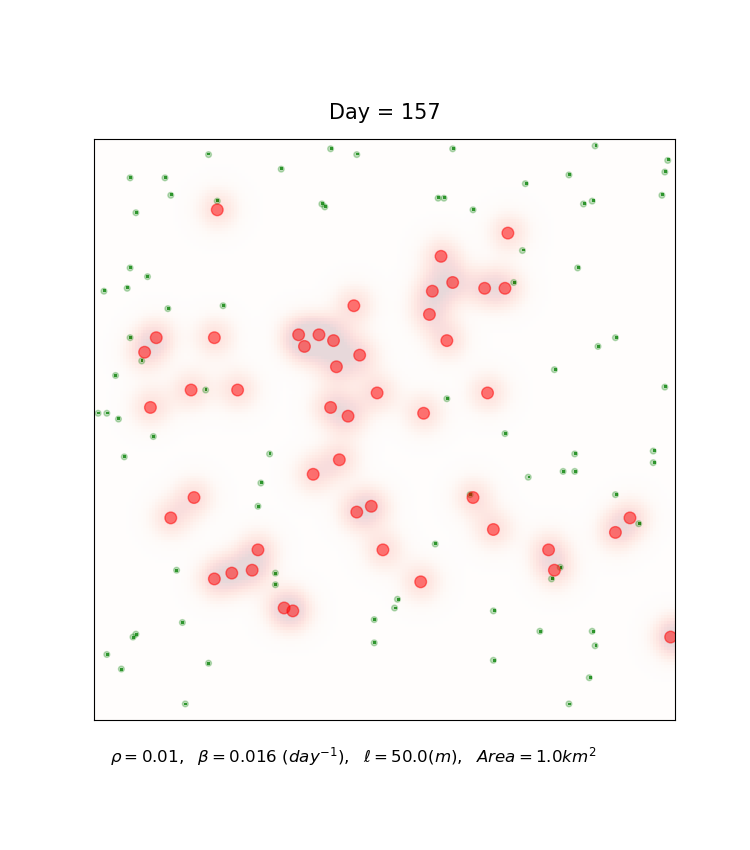 Day = 157
ρ = 0.01, β = 0.016 (day⁻¹), ℓ = 50.0(m), Area = 1.0km²